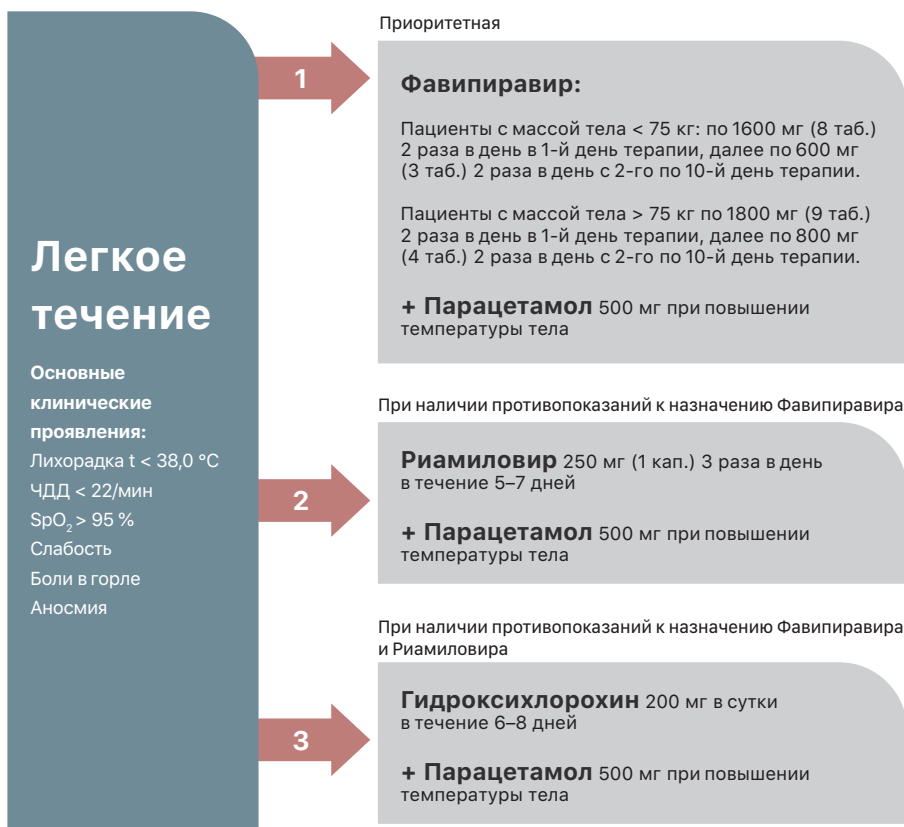 Легкое
течение
Основные
клинические
проявления:
Лихорадка t < 38,0 °C
ЧДД < 22/мин
SpO₂ > 95 %
Слабость
Боли в горле
Аносмия
1
Приоритетная
Фавипиравир:
Пациенты с массой тела < 75 кг: по 1600 мг (8 таб.)
2 раза в день в 1-й день терапии, далее по 600 мг
(3 таб.) 2 раза в день с 2-го по 10-й день терапии.
Пациенты с массой тела > 75 кг по 1800 мг (9 таб.)
2 раза в день в 1-й день терапии, далее по 800 мг
(4 таб.) 2 раза в день с 2-го по 10-й день терапии.
+ Парацетамол 500 мг при повышении
температуры тела
2
При наличии противопоказаний к назначению Фавипиравира
Риамиловир 250 мг (1 кап.) 3 раза в день
в течение 5–7 дней
+ Парацетамол 500 мг при повышении
температуры тела
3
При наличии противопоказаний к назначению Фавипиравира
и Риамиловира
Гидроксихлорохин 200 мг в сутки
в течение 6–8 дней
+ Парацетамол 500 мг при повышении
температуры тела